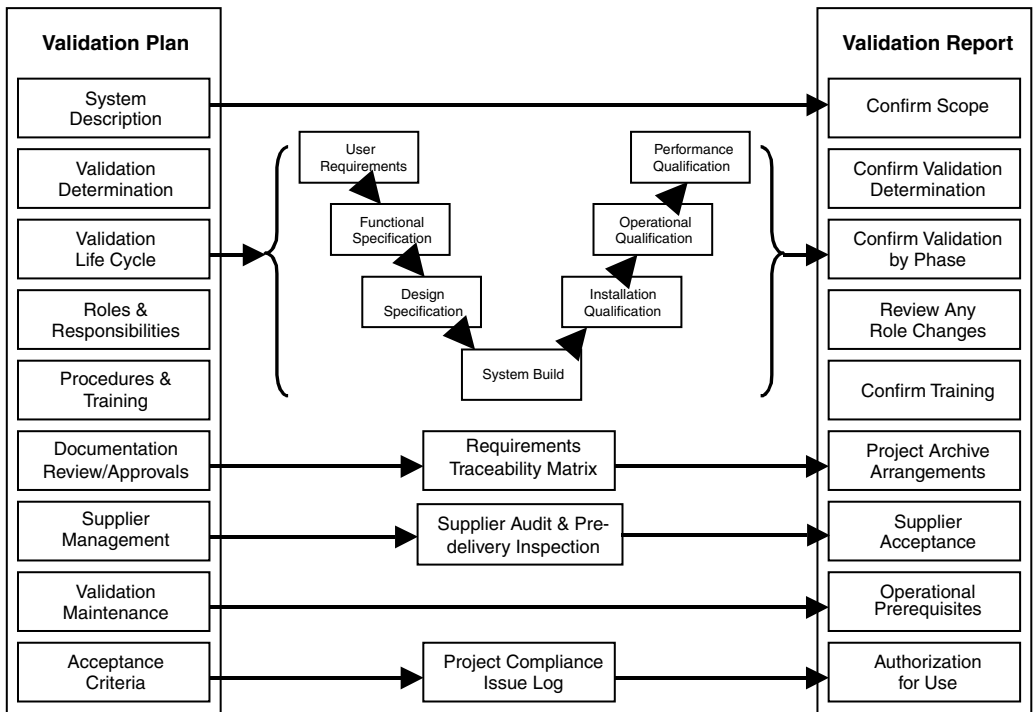 Validation Plan
System
Description
Validation
Determination
Validation
Life Cycle
Roles &
Responsibilities
Procedures &
Training
Documentation
Review/Approvals
Supplier
Management
Validation
Maintenance
Acceptance
Criteria
User
Requirements
Functional
Specification
Design
Specification
System Build
Installation
Qualification
Operational
Qualification
Performance
Qualification
Requirements
Traceability Matrix
Supplier Audit & Pre-
delivery Inspection
Project Compliance
Issue Log
Validation Report
Confirm Scope
Confirm Validation
Determination
Confirm Validation
by Phase
Review Any
Role Changes
Confirm Training
Project Archive
Arrangements
Supplier
Acceptance
Operational
Prerequisites
Authorization
for Use